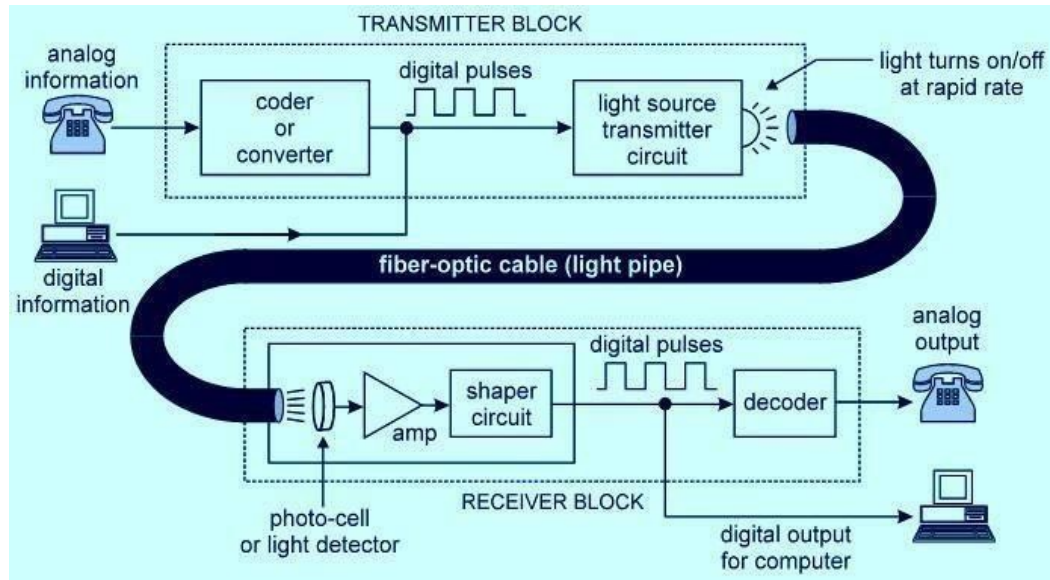 TRANSMITTER BLOCK
analog
information
digital pulses
light turns on/off
at rapid rate
coder
or
converter
light source
transmitter
circuit
digital
information
fiber-optic cable (light pipe)
analog
output
digital pulses
shaper
circuit
decoder
amp
RECEIVER BLOCK
photo-cell
or light detector
digital output
for computer